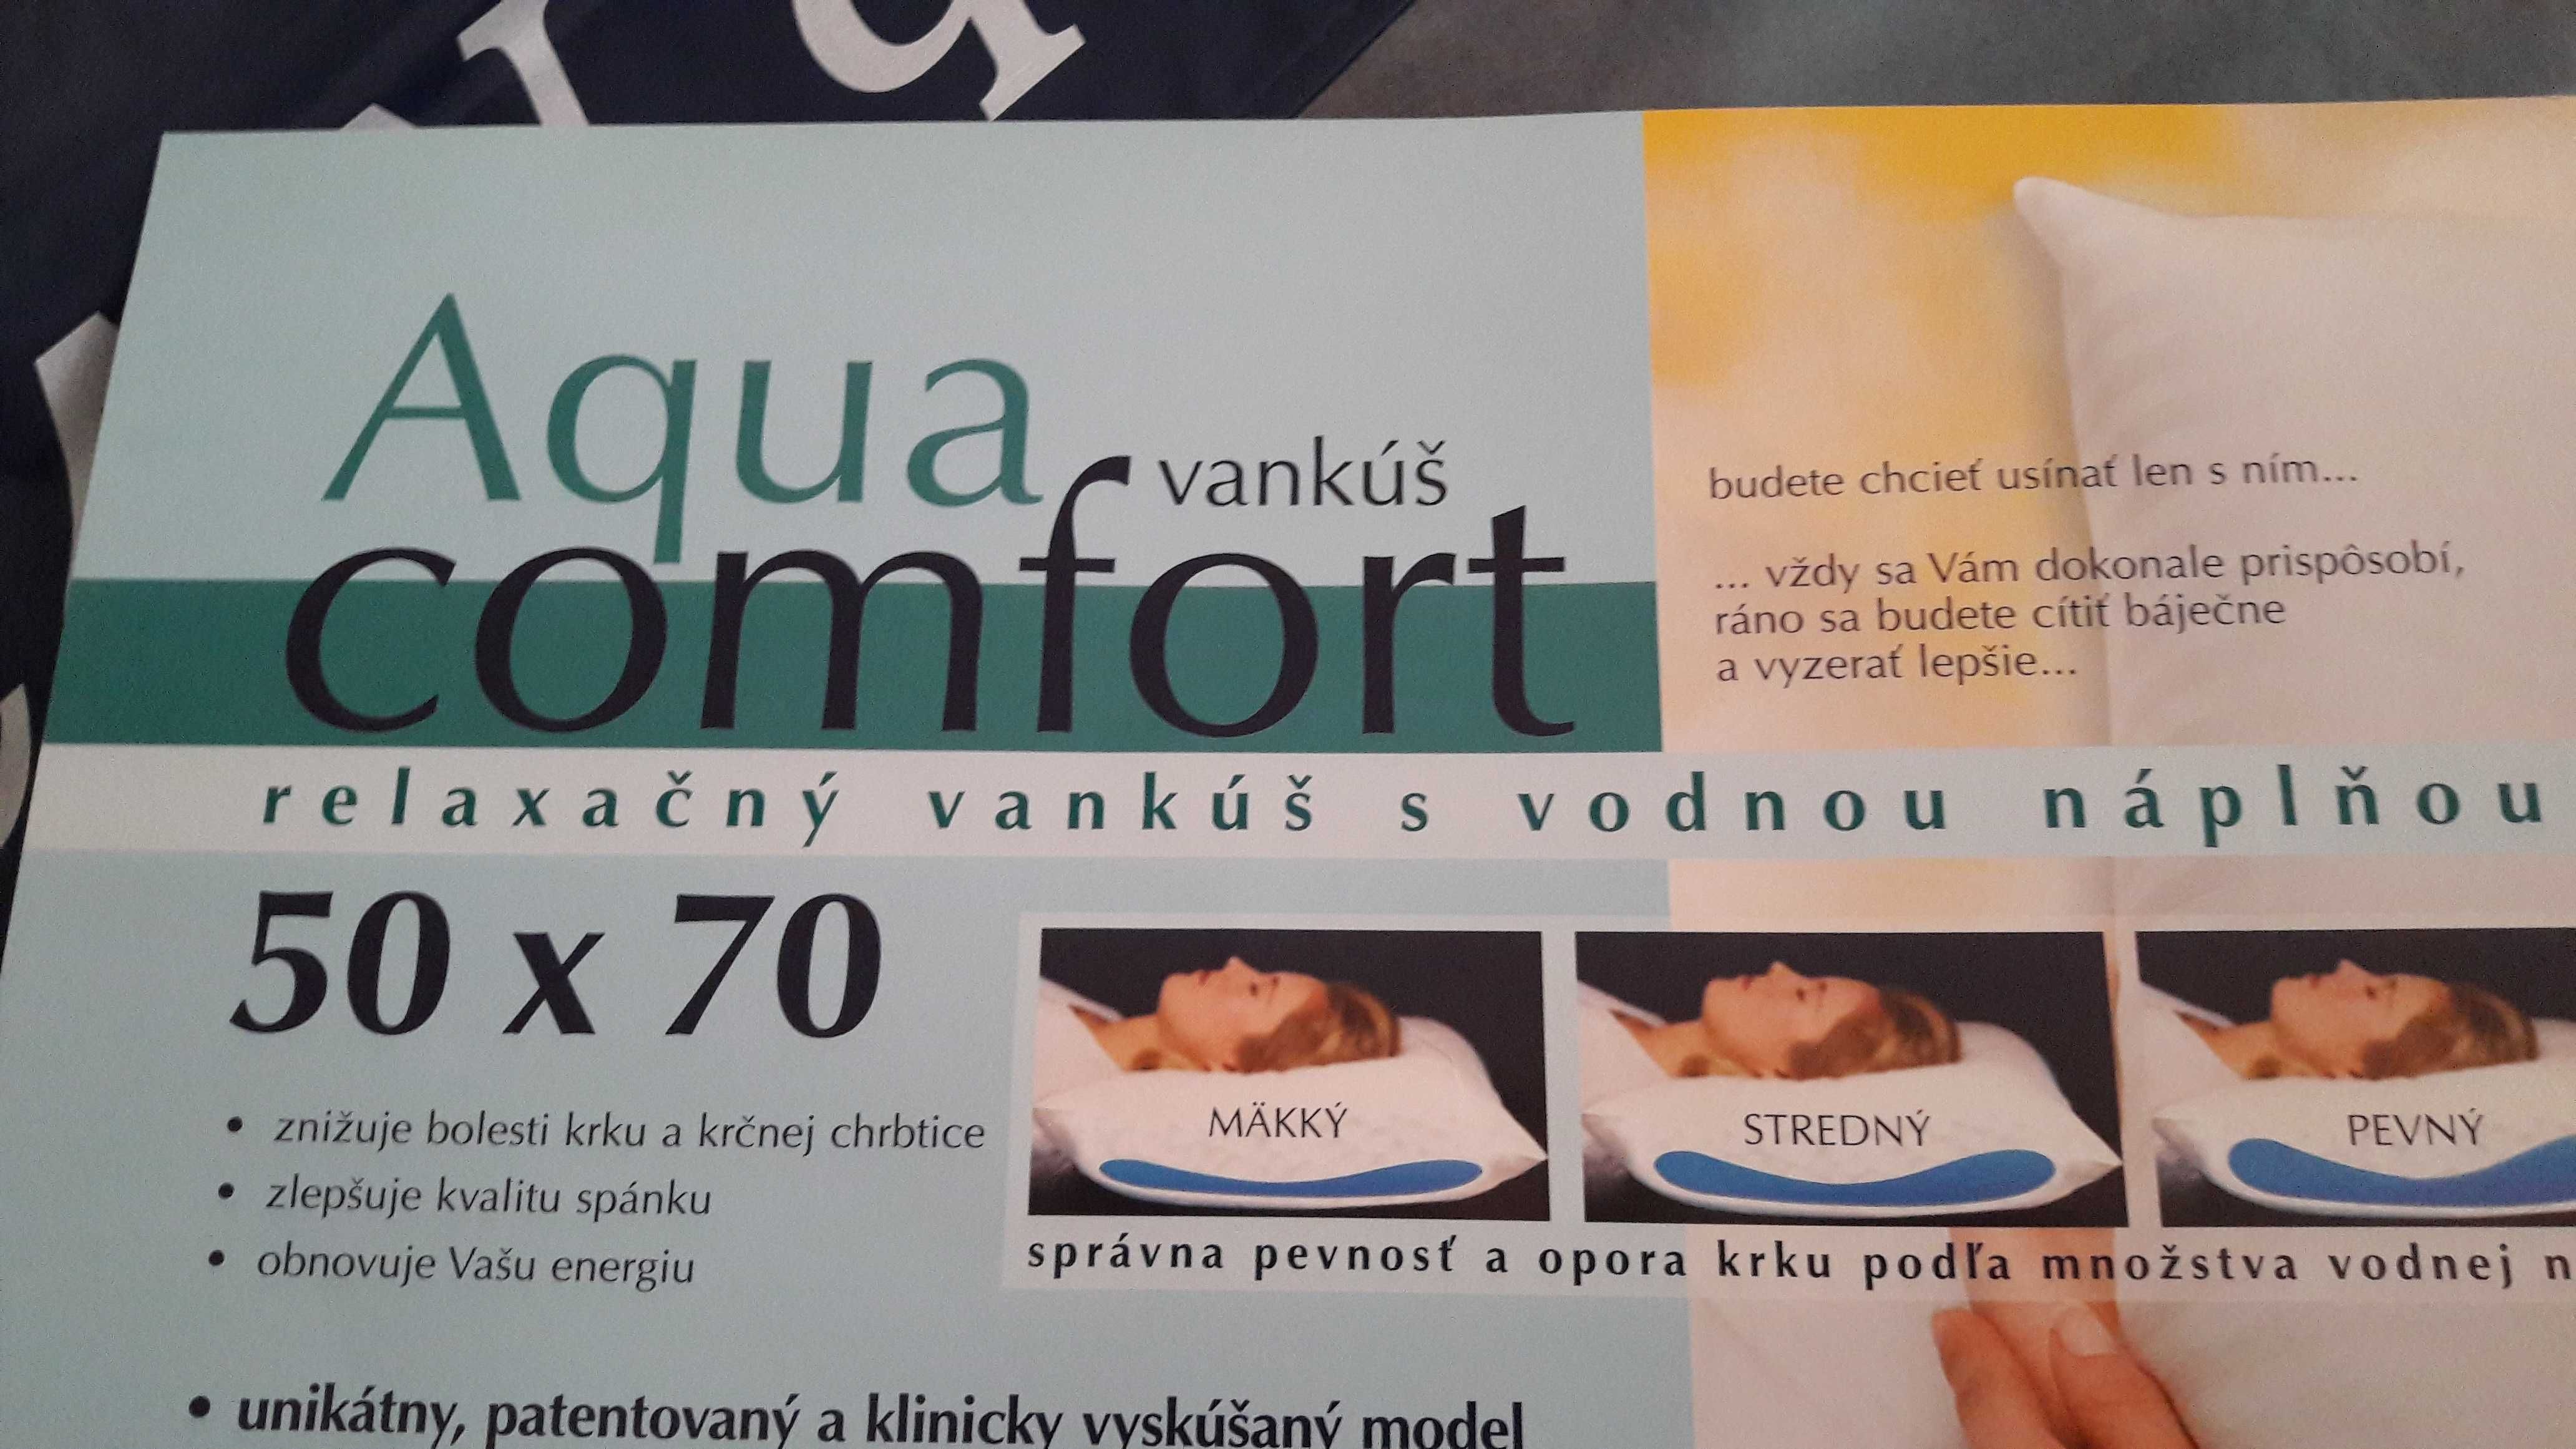 Aqua
vankúš
comfort
budete chcieť usínať len s ním...
... vždy sa Vám dokonale prispôsobí,
ráno sa budete cítiť báječne
a vyzerať lepšie...
relaxačný vankúš s vodnou náplňou
50 x 70
• znižuje bolesti krku a krčnej chrbtice
• zlepšuje kvalitu spánku
• obnovuje Vašu energiu
MÄKKÝ
STREDNÝ
PEVNÝ
správna pevnosť a opora krku podľa množstva vodnej n
• unikátny, patentovaný a klinicky vyskúšaný model